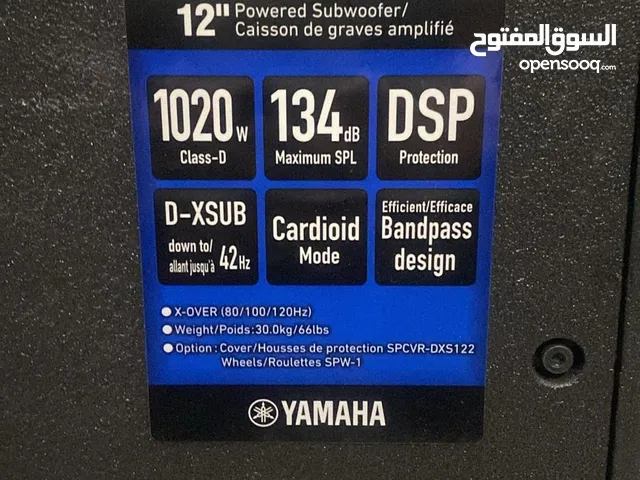 12" Powered Subwoofer/
Caisson de graves amplifié
السوق المفتوح
opensooq.com
1020W
Class-D
134dB
Maximum SPL
DSP
Protection
D-XSUB
down to/
allant jusqu'à 42Hz
Cardioid
Mode
Efficient/Efficace
Bandpass
design
X-OVER (80/100/120Hz)
Weight/Poids:30.0kg/66lbs
Option : Cover/Housses de protection SPCVR-DXS122
Wheels/Roulettes SPW-1
YAMAHA